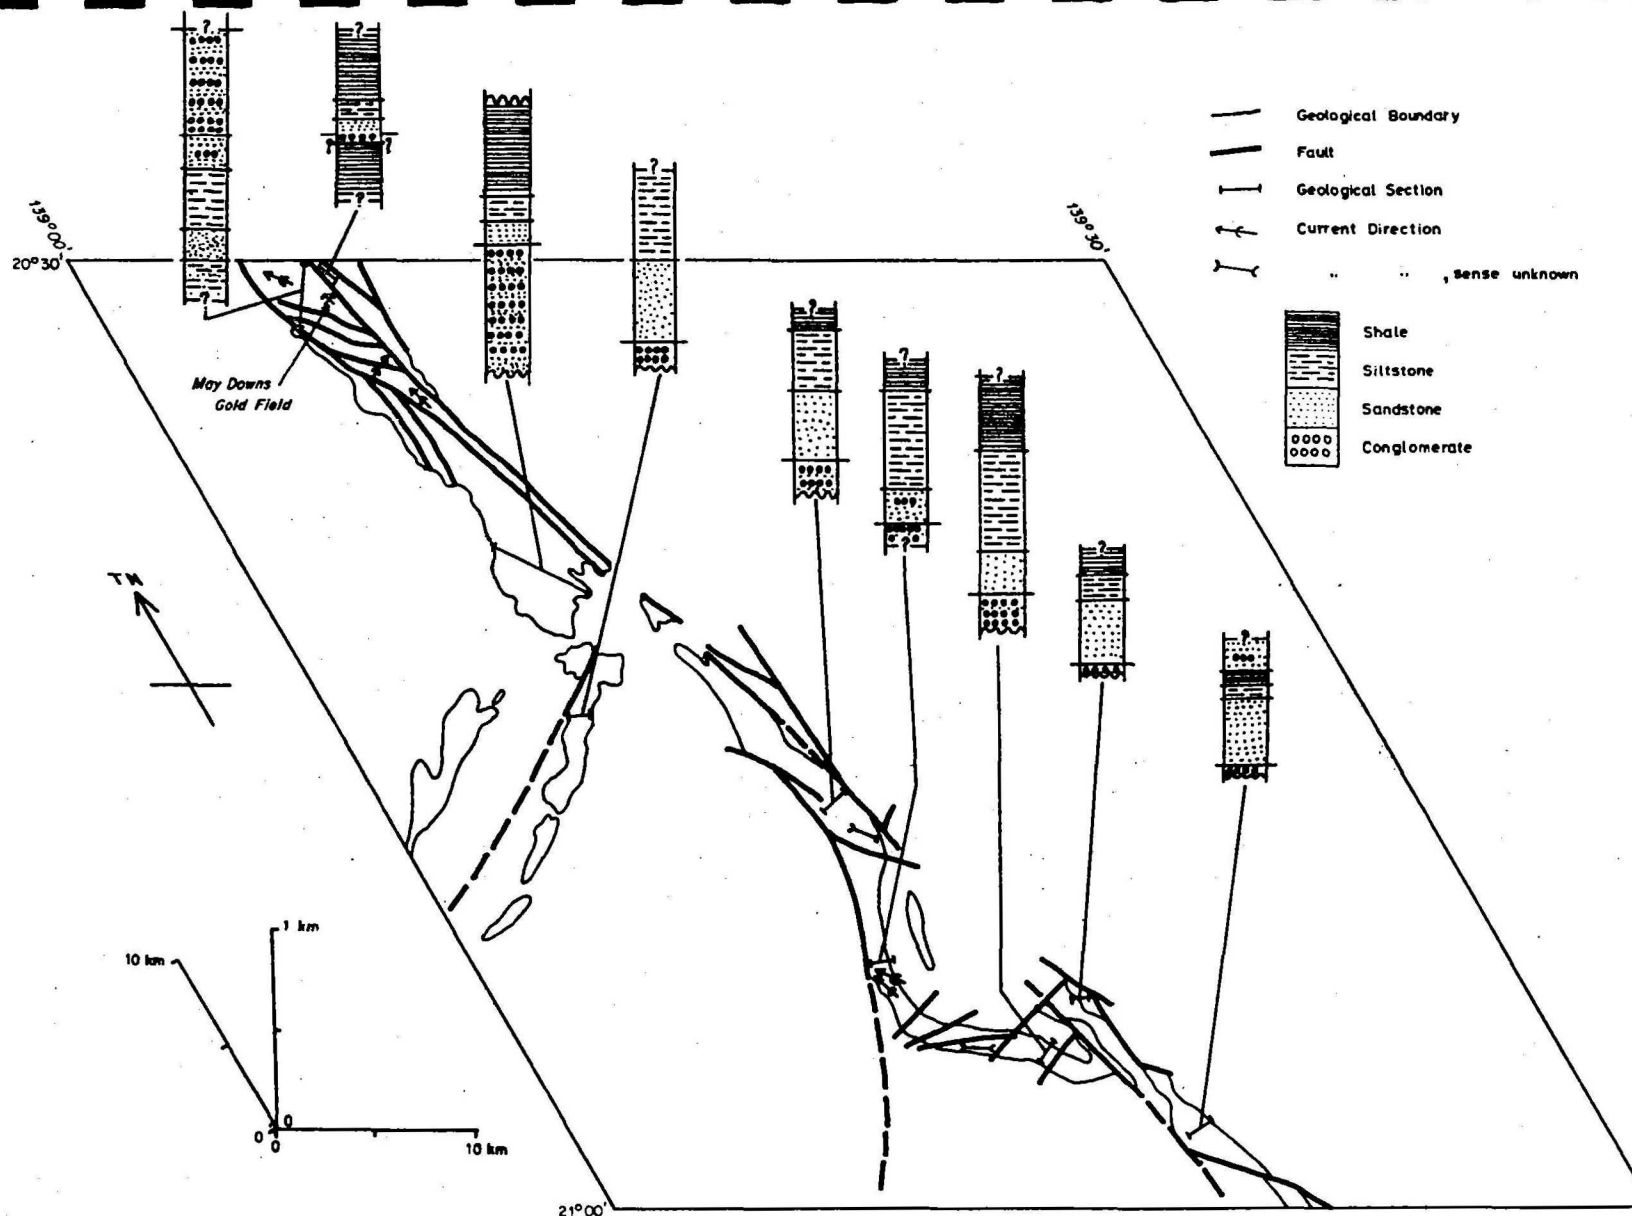 ?
?
?
?
?
?
?
?
139°00'
20°30'
139°30'
Geological Boundary
Fault
Geological Section
Current Direction
" " , sense unknown
Shale
Siltstone
Sandstone
Conglomerate
May Downs
Gold Field
?
?
?
?
?
?
?
TN
1 km
10 km
0
0
0
10 km
21°00'